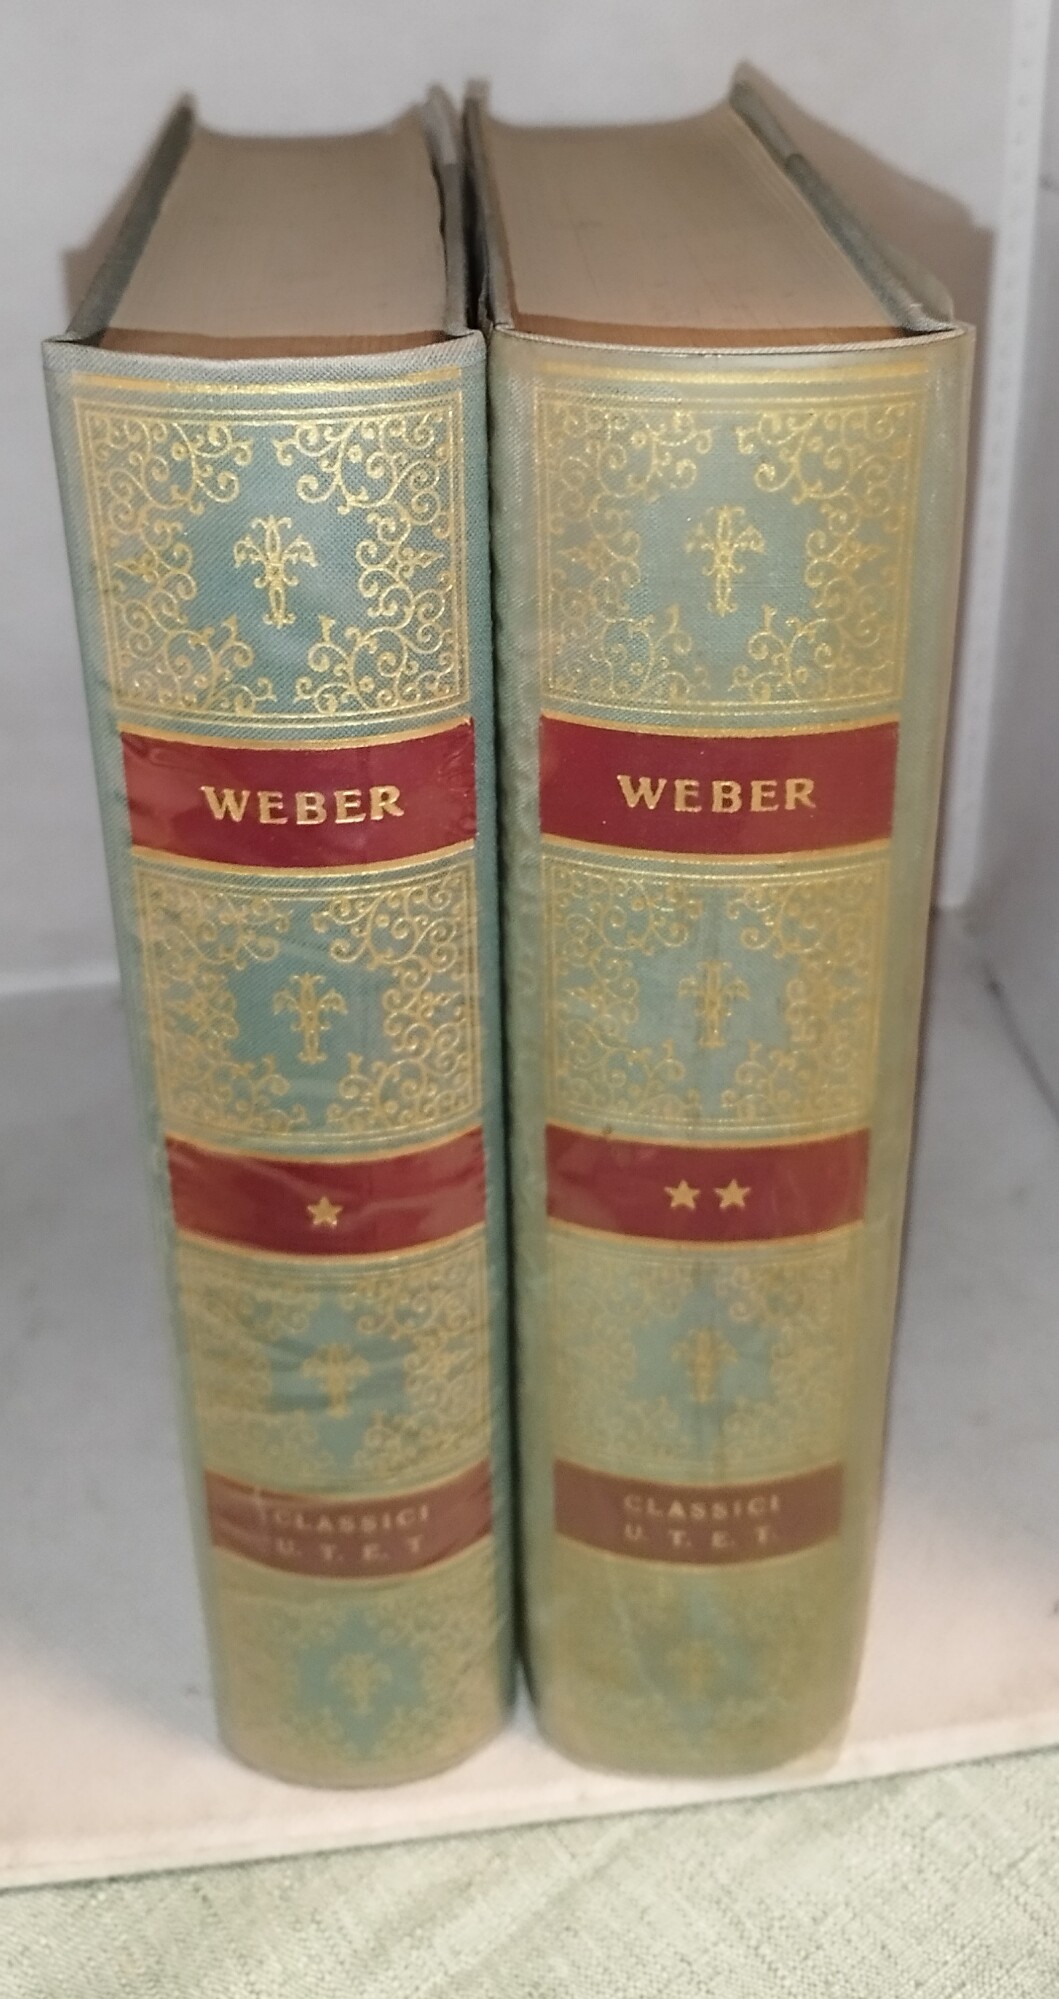 WEBER
★
CLASSICI
U. T. E. T
WEBER
★★
CLASSICI
U. T. E. T.